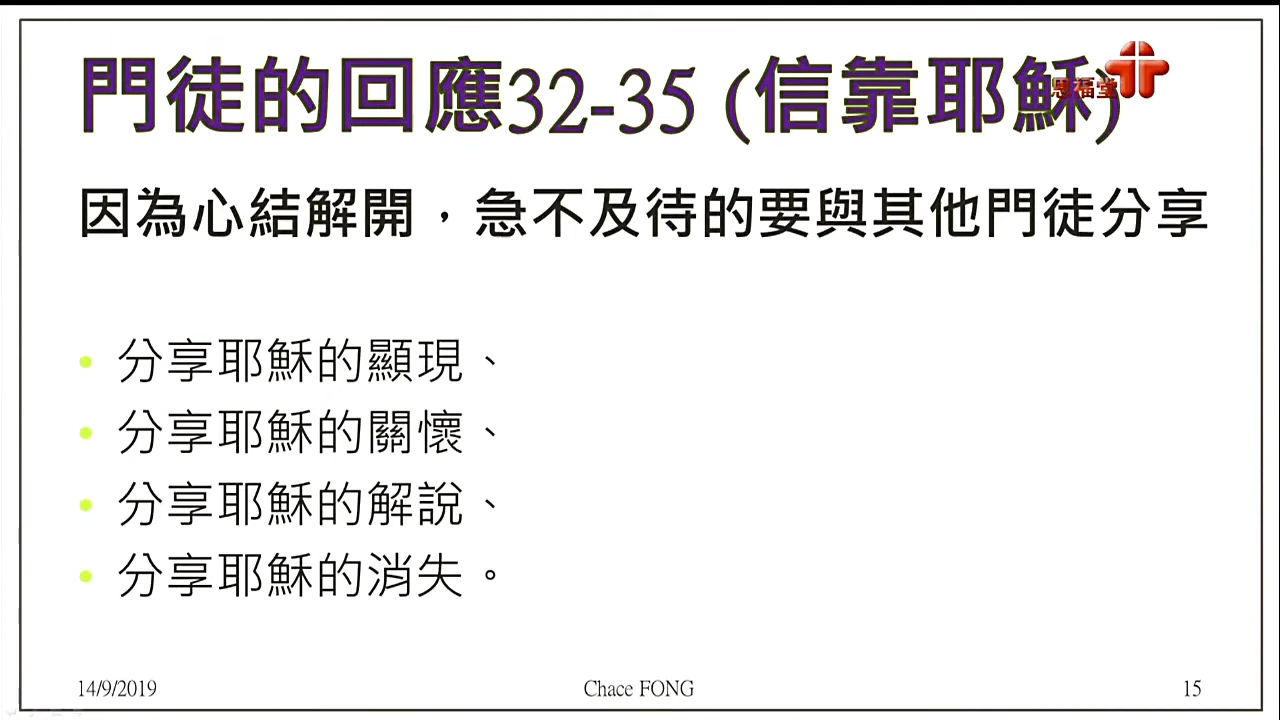 門徒的回應32-35 (信靠耶穌)
恩福堂
因為心結解開，急不及待的要與其他門徒分享
• 分享耶穌的顯現、
• 分享耶穌的關懷、
• 分享耶穌的解說、
• 分享耶穌的消失。
14/9/2019
Chace FONG
15